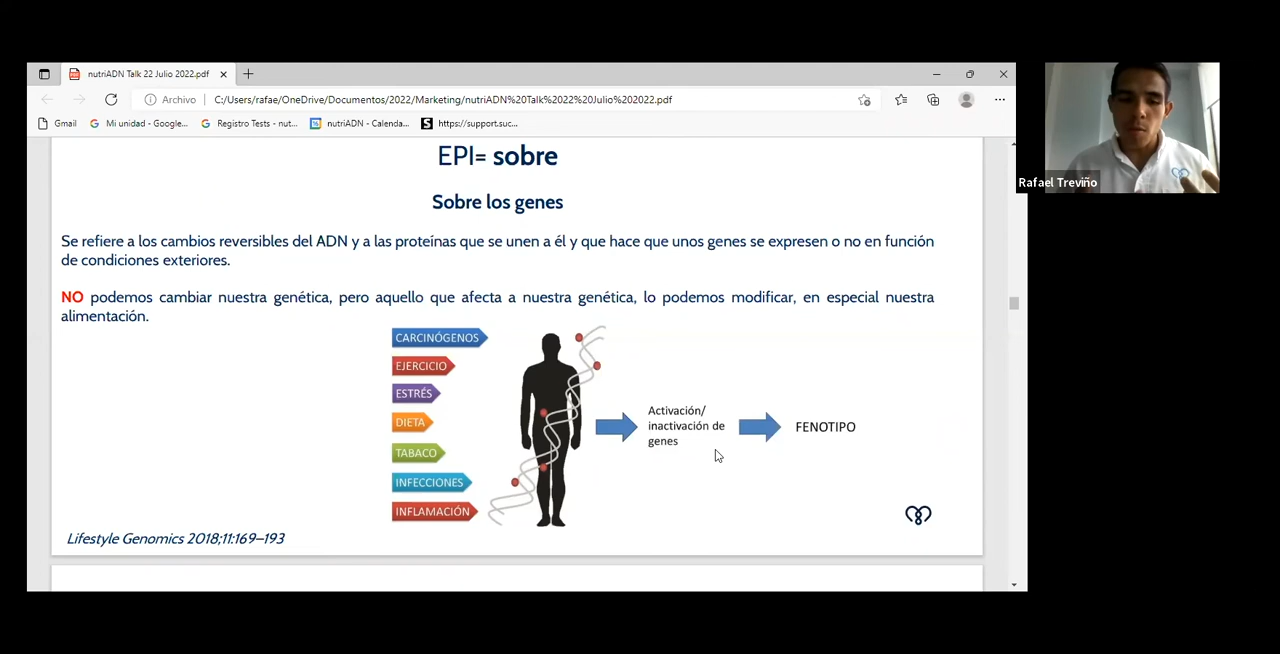 nutriADN Talk 22 Julio 2022.pdf
Archivo
C:/Users/rafae/OneDrive/Documentos/2022/Marketing/nutriADN%20Talk%2022%20Julio%202022.pdf
Gmail
Mi unidad - Google...
Registro Tests - nut...
nutriADN - Calenda...
https://support.suc...
EPI= sobre
Sobre los genes
Se refiere a los cambios reversibles del ADN y a las proteínas que se unen a él y que hace que unos genes se expresen o no en función
de condiciones exteriores.
NO podemos cambiar nuestra genética, pero aquello que afecta a nuestra genética, lo podemos modificar, en especial nuestra
alimentación.
CARCINÓGENOS
EJERCICIO
ESTRÉS
DIETA
TABACO
INFECCIONES
INFLAMACIÓN
Activación/
inactivación de
genes
FENOTIPO
Lifestyle Genomics 2018;11:169–193
Rafael Treviño